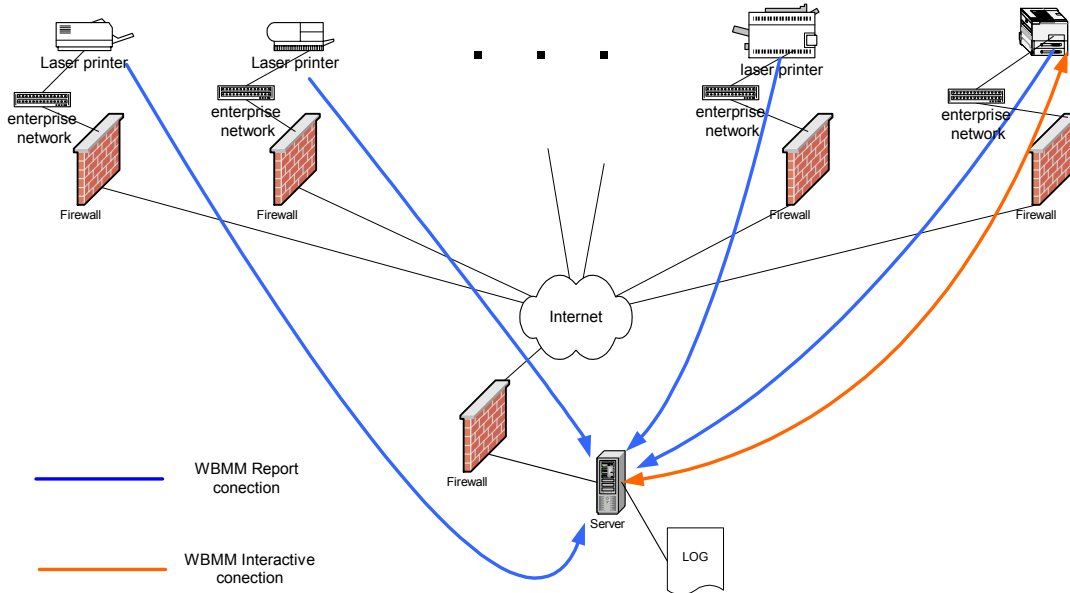 Laser printer
Laser printer
laser printer
enterprise
network
enterprise
network
enterprise
network
enterprise
network
Firewall
Firewall
Firewall
Firewall
Internet
Firewall
Server
LOG
WBMM Report
conection
WBMM Interactive
conection